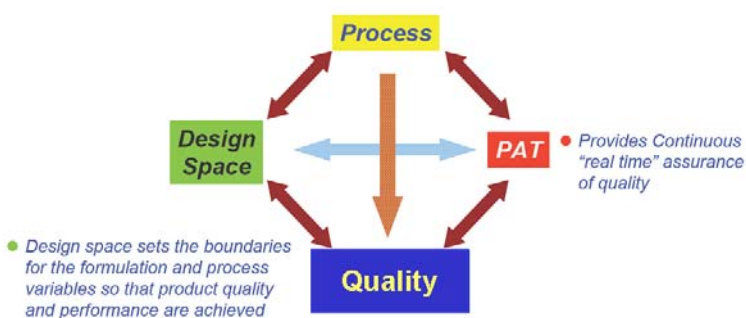 Process
Design
Space
PAT
Provides Continuous
"real time" assurance
of quality
Design space sets the boundaries
for the formulation and process
variables so that product quality
and performance are achieved
Quality